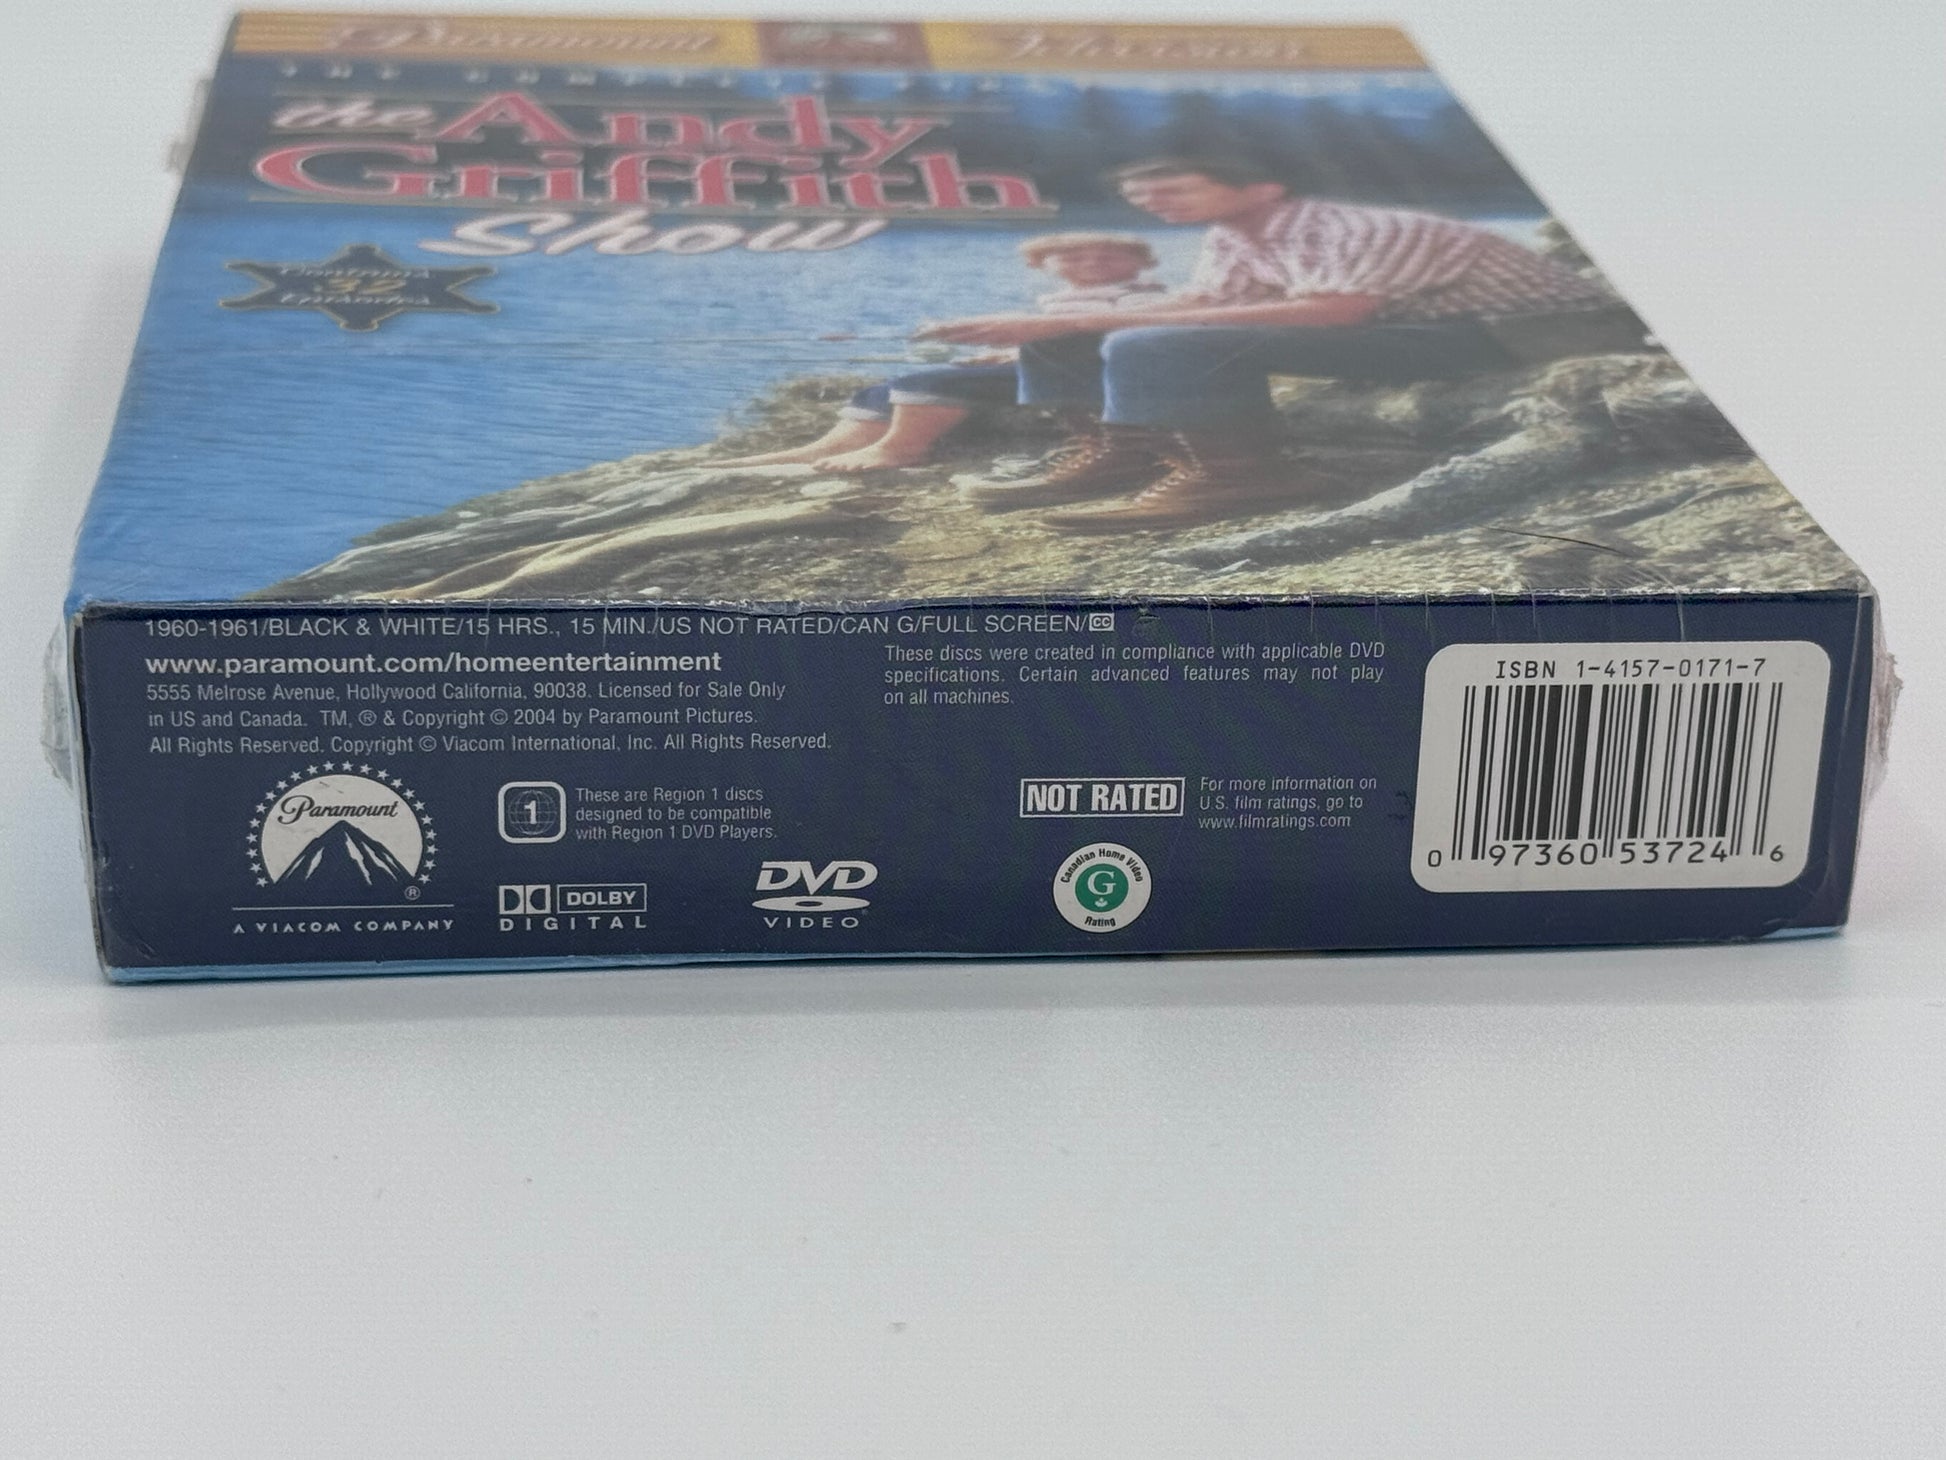 Paramount Television
the Andy
Griffith
Show
Contains
32
Episodes
1960-1961/BLACK & WHITE/15 HRS., 15 MIN./US NOT RATED/CAN G/FULL SCREEN/CC
www.paramount.com/homeentertainment
5555 Melrose Avenue, Hollywood California, 90038. Licensed for Sale Only
in US and Canada. TM, ® & Copyright © 2004 by Paramount Pictures.
All Rights Reserved. Copyright © Viacom International, Inc. All Rights Reserved.
These discs were created in compliance with applicable DVD
specifications. Certain advanced features may not play
on all machines.
ISBN 1-4157-0171-7
0 97360 53724 6
Paramount
®
A VIACOM COMPANY
1
These are Region 1 discs
designed to be compatible
with Region 1 DVD Players.
DOLBY
DIGITAL
DVD
VIDEO
NOT RATED
For more information on
U.S. film ratings, go to
www.filmratings.com
Canadian Home Video
G
Rating